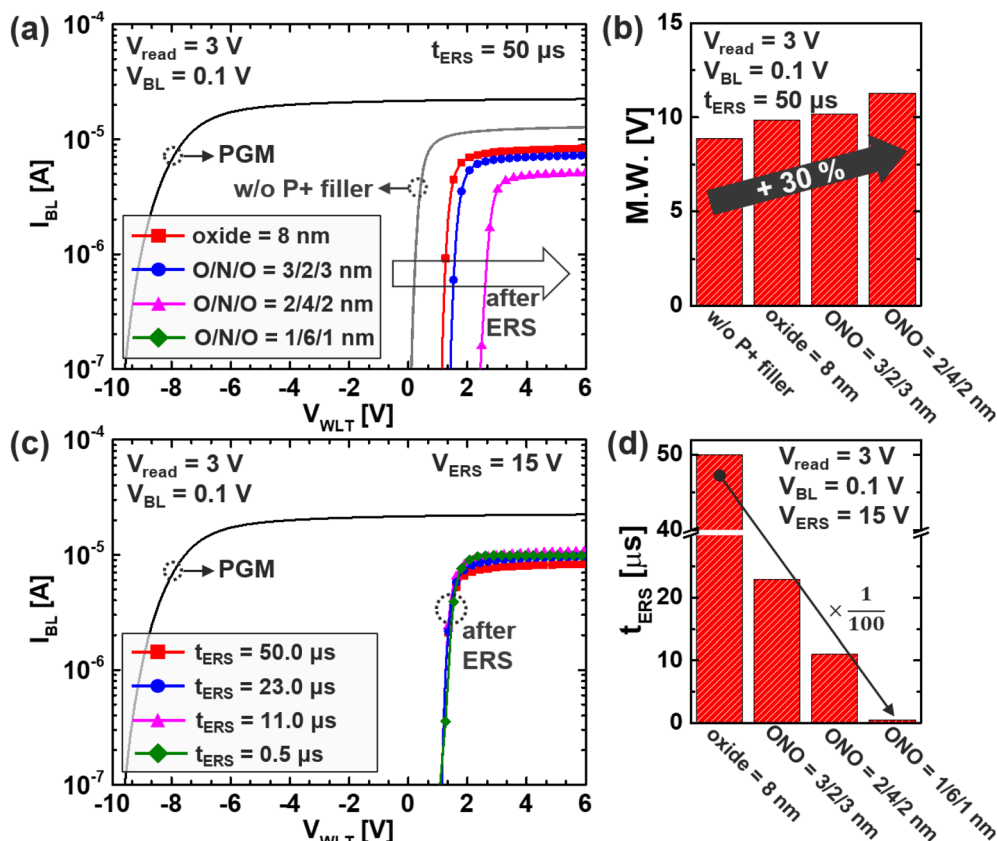 (a)
V_read = 3 V
V_BL = 0.1 V
t_ERS = 50 μs
PGM
w/o P+ filler
oxide = 8 nm
O/N/O = 3/2/3 nm
O/N/O = 2/4/2 nm
O/N/O = 1/6/1 nm
after
ERS
10⁻⁴
10⁻⁵
10⁻⁶
10⁻⁷
I_BL [A]
-10 -8 -6 -4 -2 0 2 4 6
V_WLT [V]
(b)
V_read = 3 V
V_BL = 0.1 V
t_ERS = 50 μs
+ 30 %
15
10
5
0
M.W. [V]
w/o P+ filler
oxide = 8 nm
ONO = 3/2/3 nm
ONO = 2/4/2 nm
(c)
V_read = 3 V
V_BL = 0.1 V
V_ERS = 15 V
PGM
after
ERS
t_ERS = 50.0 μs
t_ERS = 23.0 μs
t_ERS = 11.0 μs
t_ERS = 0.5 μs
10⁻⁴
10⁻⁵
10⁻⁶
10⁻⁷
I_BL [A]
-10 -8 -6 -4 -2 0 2 4 6
V_WLT [V]
(d)
V_read = 3 V
V_BL = 0.1 V
V_ERS = 15 V
× 1/100
50
40
20
10
0
t_ERS [μs]
oxide = 8 nm
ONO = 3/2/3 nm
ONO = 2/4/2 nm
ONO = 1/6/1 nm